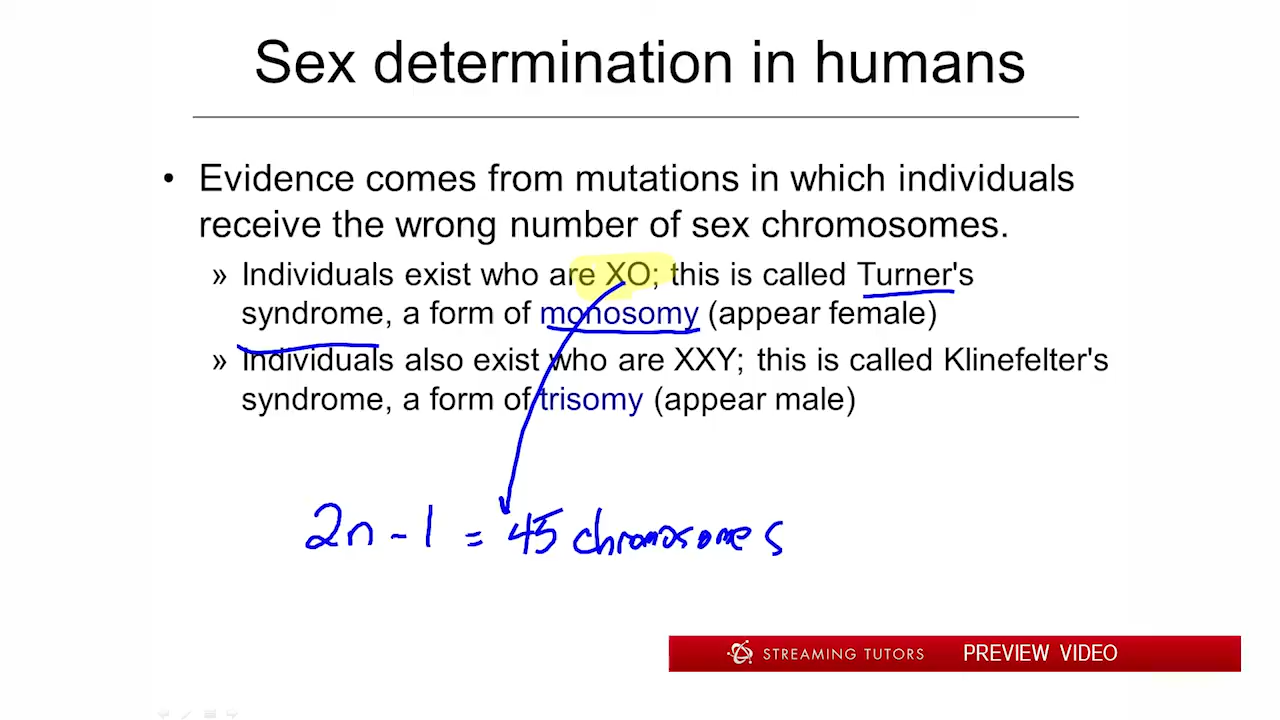 Sex determination in humans
• Evidence comes from mutations in which individuals
receive the wrong number of sex chromosomes.
» Individuals exist who are XO; this is called Turner's
syndrome, a form of monosomy (appear female)
» Individuals also exist who are XXY; this is called Klinefelter's
syndrome, a form of trisomy (appear male)
2n - 1 = 45 chromosomes
STREAMING TUTORS PREVIEW VIDEO